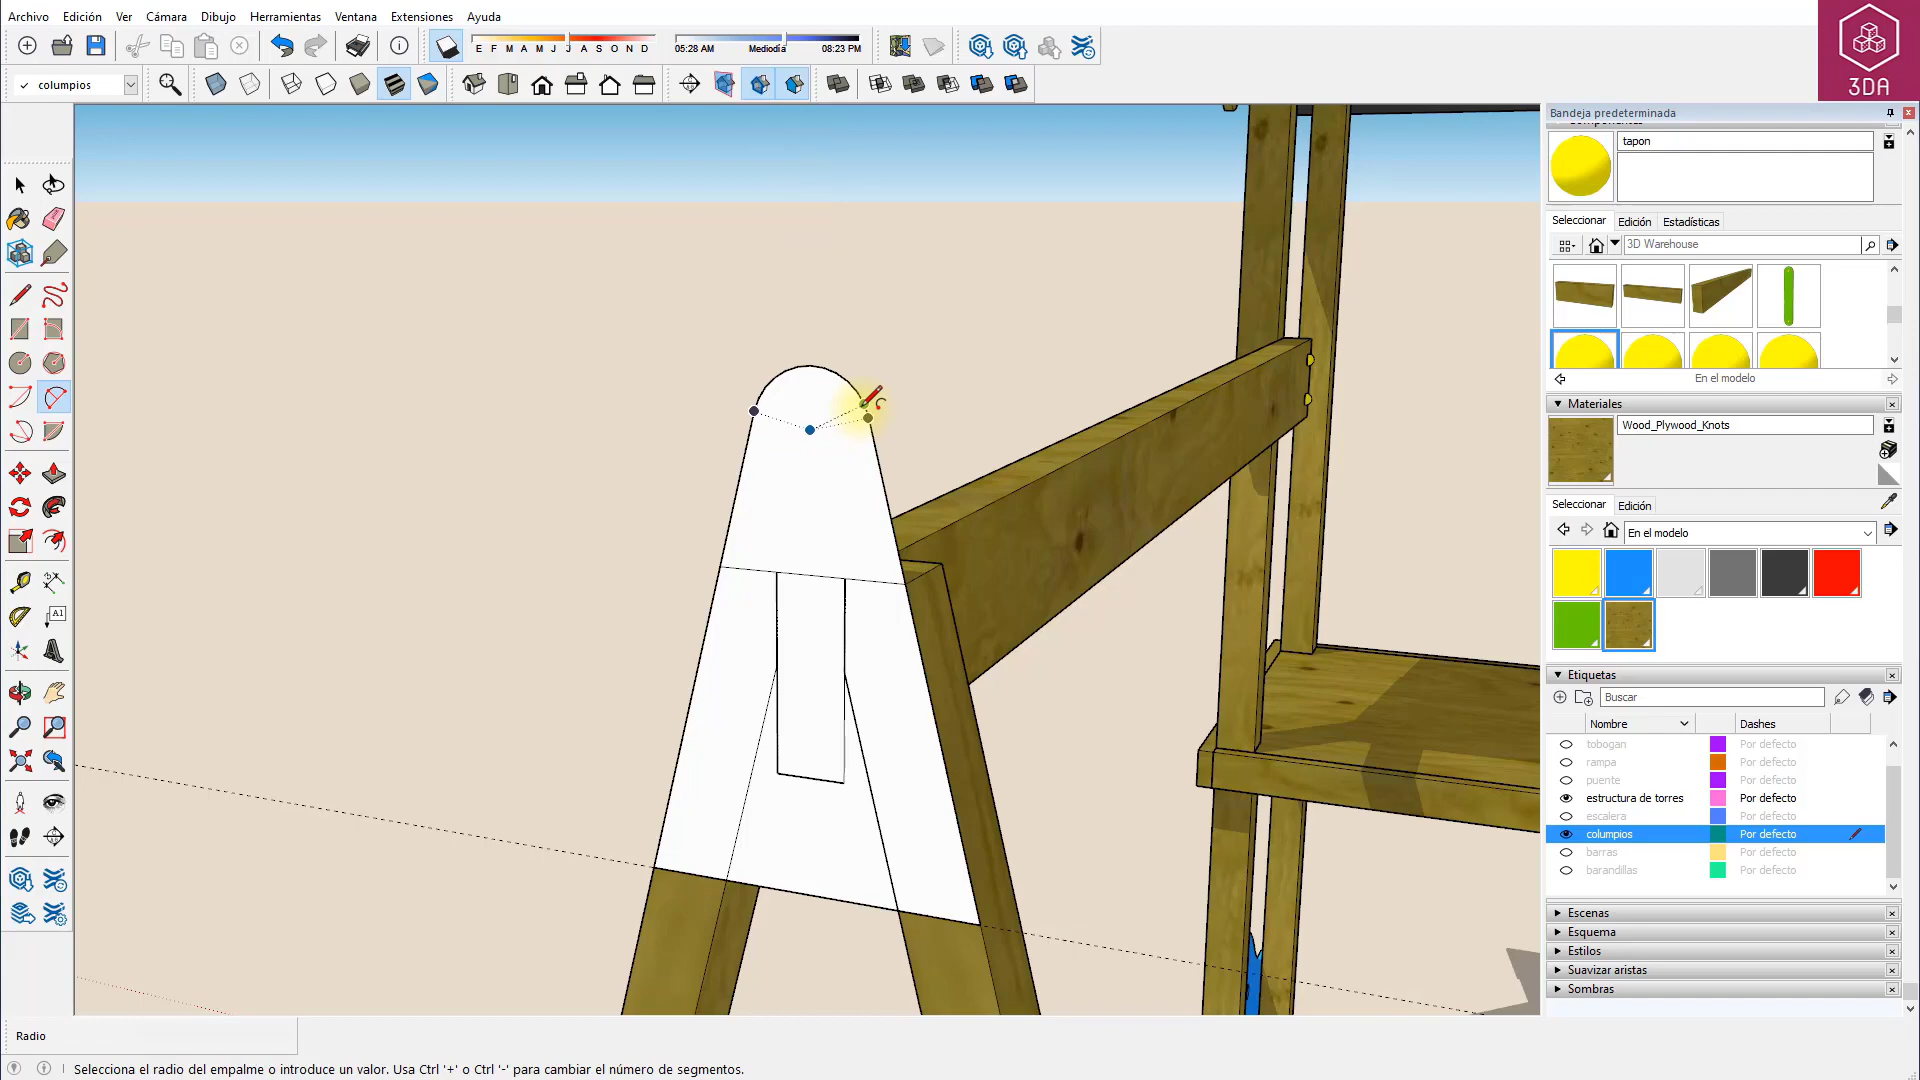 Archivo Edición Ver Cámara Dibujo Herramientas Ventana Extensiones Ayuda
E F M A M J J A S O N D
05:28 AM Mediodía 08:23 PM
3DA
columpios
Bandeja predeterminada
tapon
Seleccionar Edición Estadísticas
3D Warehouse
En el modelo
Materiales
Wood_Plywood_Knots
Seleccionar Edición
En el modelo
A1
Etiquetas
Buscar
Nombre Dashes
tobogan Por defecto
rampa Por defecto
puente Por defecto
estructura de torres Por defecto
escalera Por defecto
columpios Por defecto
barras Por defecto
barandillas Por defecto
Escenas
Esquema
Estilos
Suavizar aristas
Sombras
Radio
Selecciona el radio del empalme o introduce un valor. Usa Ctrl '+' o Ctrl '-' para cambiar el número de segmentos.